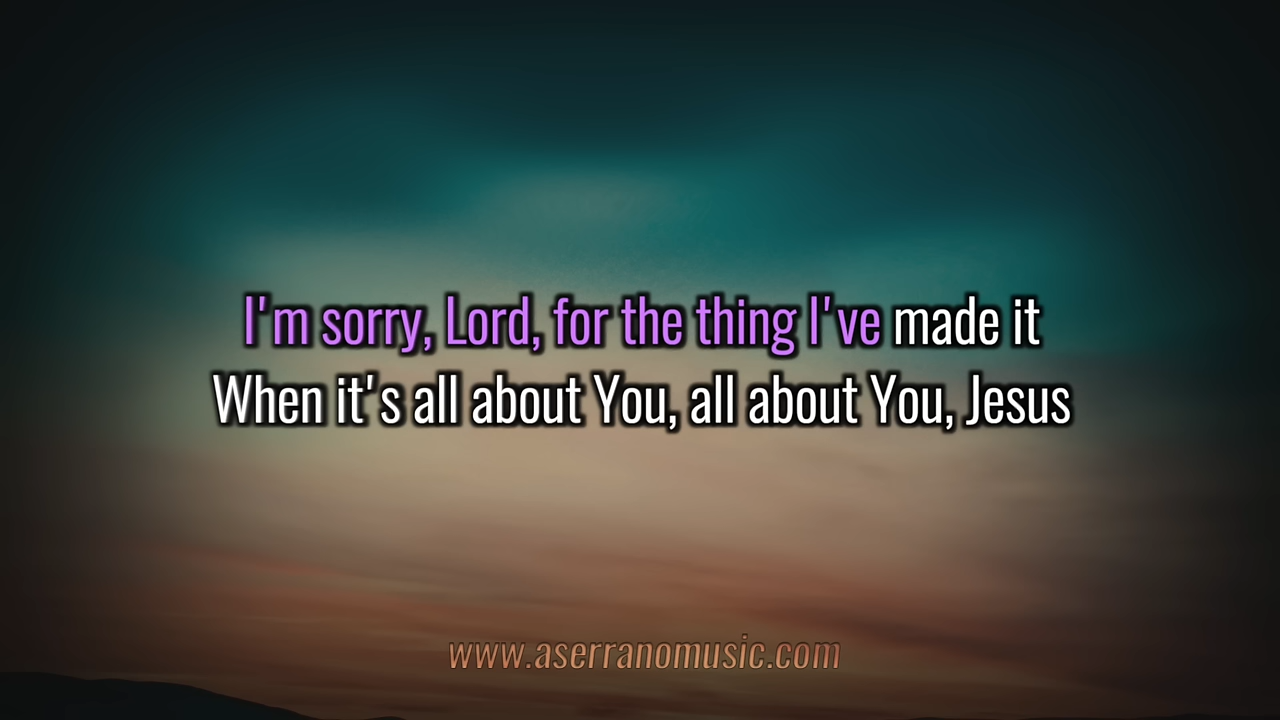 I'm sorry, Lord, for the thing I've made it
When it's all about You, all about You, Jesus
www.aserranomusic.com